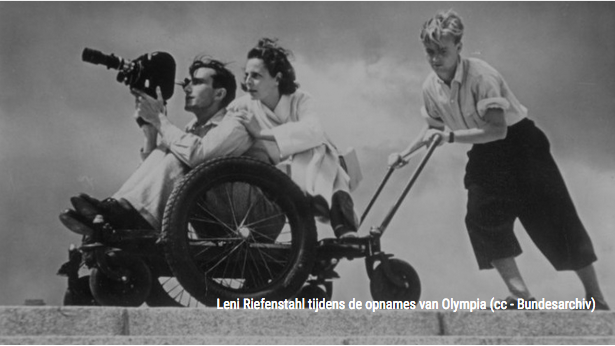 Leni Riefenstahl tijdens de opnames van Olympia (cc - Bundesarchiv)